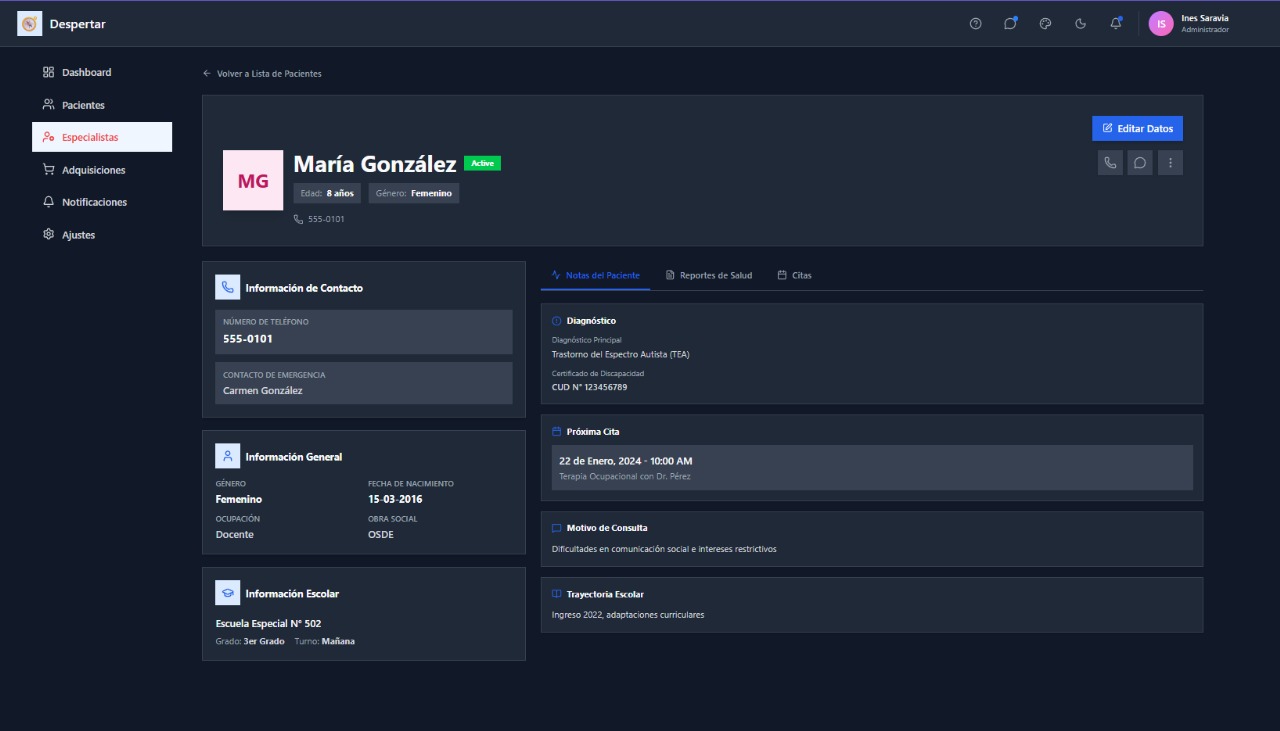 Despertar
IS
Ines Saravia
Administrador
Dashboard
Pacientes
Especialistas
Adquisiciones
Notificaciones
Ajustes
Volver a Lista de Pacientes
Editar Datos
MG
María González Active
Edad: 8 años Género: Femenino
555-0101
Información de Contacto
NÚMERO DE TELÉFONO
555-0101
CONTACTO DE EMERGENCIA
Carmen González
Información General
GÉNERO FECHA DE NACIMIENTO
Femenino 15-03-2016
OCUPACIÓN OBRA SOCIAL
Docente OSDE
Información Escolar
Escuela Especial N° 502
Grado: 3er Grado Turno: Mañana
Notas del Paciente Reportes de Salud Citas
Diagnóstico
Diagnóstico Principal
Trastorno del Espectro Autista (TEA)
Certificado de Discapacidad
CUD N° 123456789
Próxima Cita
22 de Enero, 2024 - 10:00 AM
Terapia Ocupacional con Dr. Pérez
Motivo de Consulta
Dificultades en comunicación social e intereses restrictivos
Trayectoria Escolar
Ingreso 2022, adaptaciones curriculares